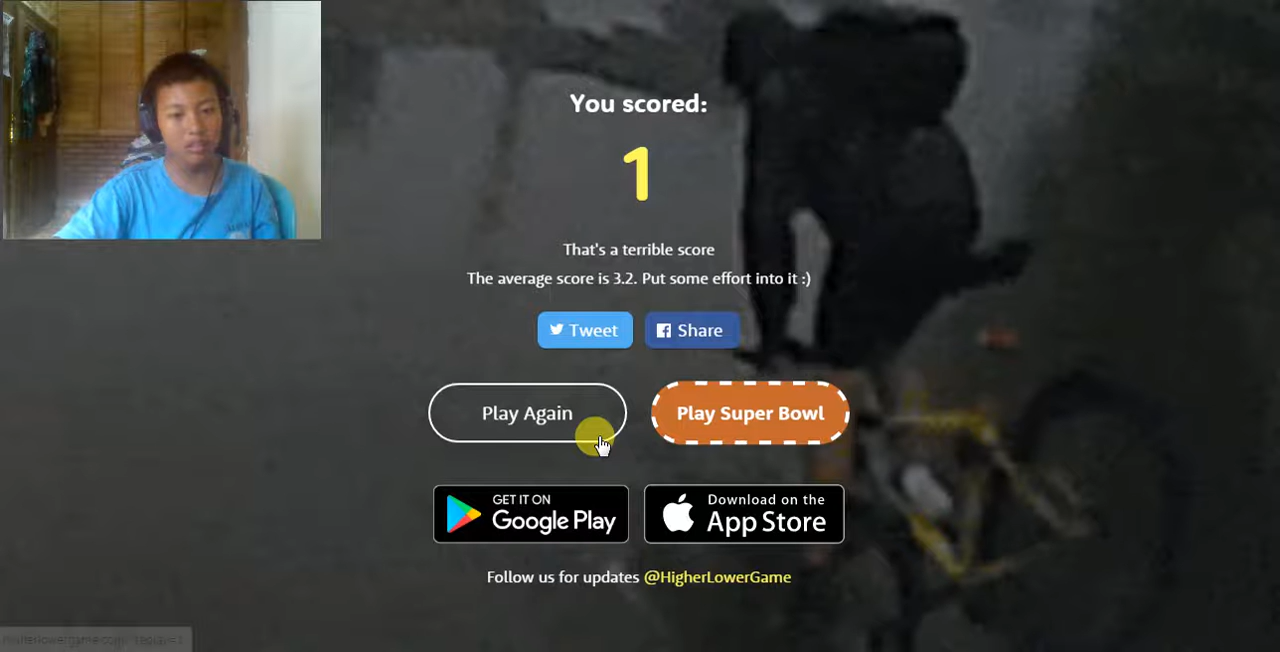 You scored:
1
That's a terrible score
The average score is 3.2. Put some effort into it :)
Tweet Share
Play Again Play Super Bowl
GET IT ON
Google Play
Download on the
App Store
Follow us for updates @HigherLowerGame